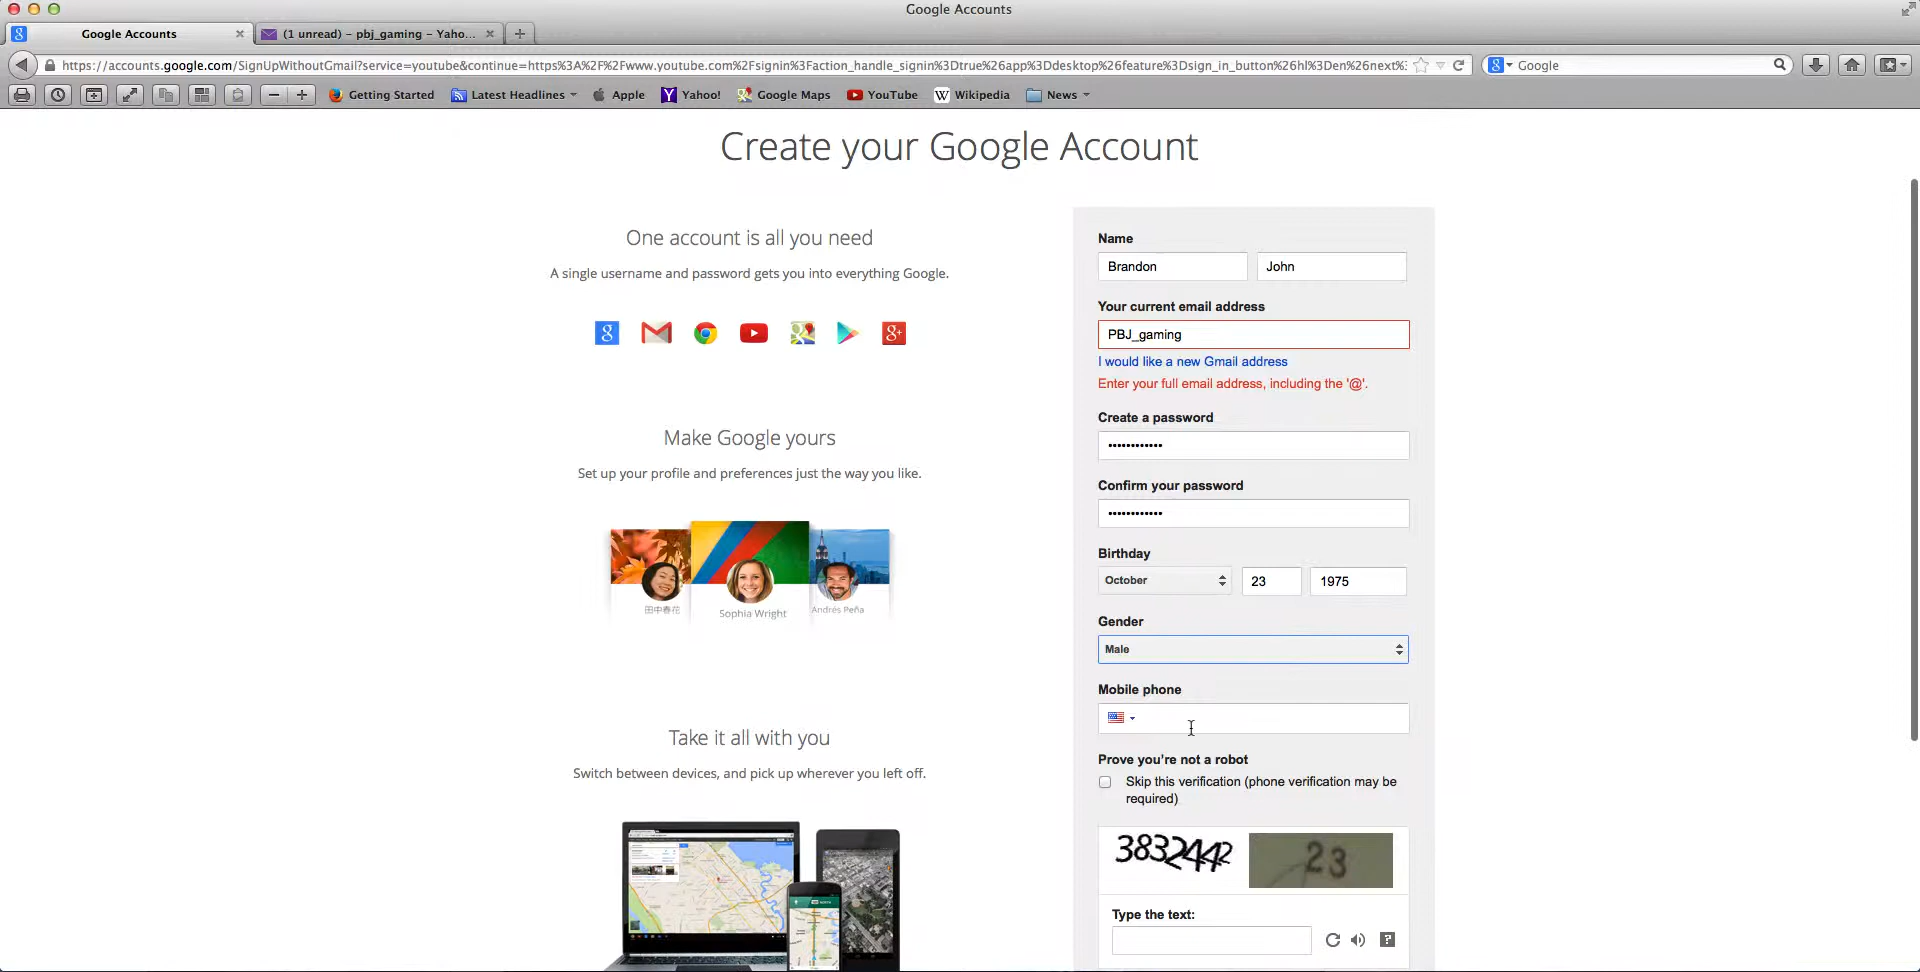 Google Accounts
Google Accounts
(1 unread) - pbj_gaming - Yaho...
https://accounts.google.com/SignUpWithoutGmail?service=youtube&continue=https%3A%2F%2Fwww.youtube.com%2Fsignin%3Faction_handle_signin%3Dtrue%26app%3Ddesktop%26feature%3Dsign_in_button%26hl%3Den%26next%3
Google
Getting Started
Latest Headlines
Apple
Yahoo!
Google Maps
YouTube
Wikipedia
News
Create your Google Account
One account is all you need
A single username and password gets you into everything Google.
Make Google yours
Set up your profile and preferences just the way you like.
田中春花
Sophia Wright
Andrés Peña
Take it all with you
Switch between devices, and pick up wherever you left off.
Name
Brandon
John
Your current email address
PBJ_gaming
I would like a new Gmail address
Enter your full email address, including the '@'.
Create a password
••••••••••••
Confirm your password
••••••••••••
Birthday
October
23
1975
Gender
Male
Mobile phone
Prove you're not a robot
Skip this verification (phone verification may be
required)
3832442
23
Type the text: